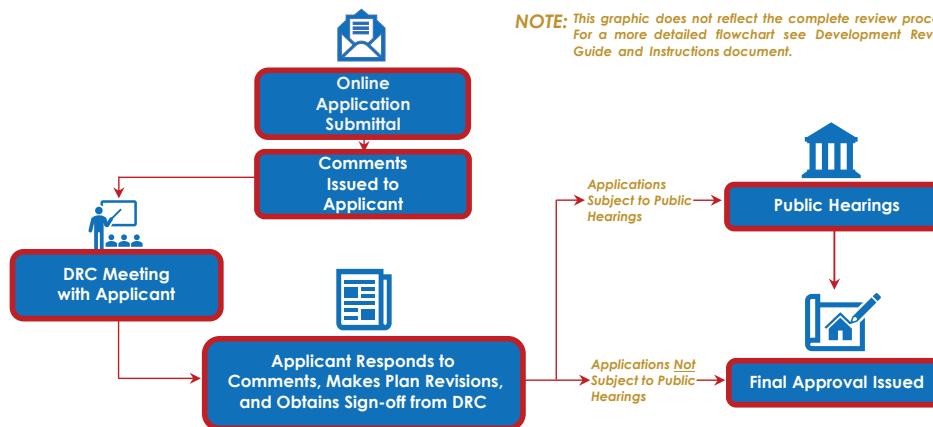 NOTE: This graphic does not reflect the complete review
For a more detailed flowchart see Development
Guide and Instructions document.
Online
Application
Submittal
Comments
Issued to
Applicant
DRC Meeting
with Applicant
Applicant Responds to
Comments, Makes Plan Revisions,
and Obtains Sign-off from DRC
Applications
Subject to Public
Hearings
Public Hearings
Applications Not
Subject to Public
Hearings
Final Approval Issued